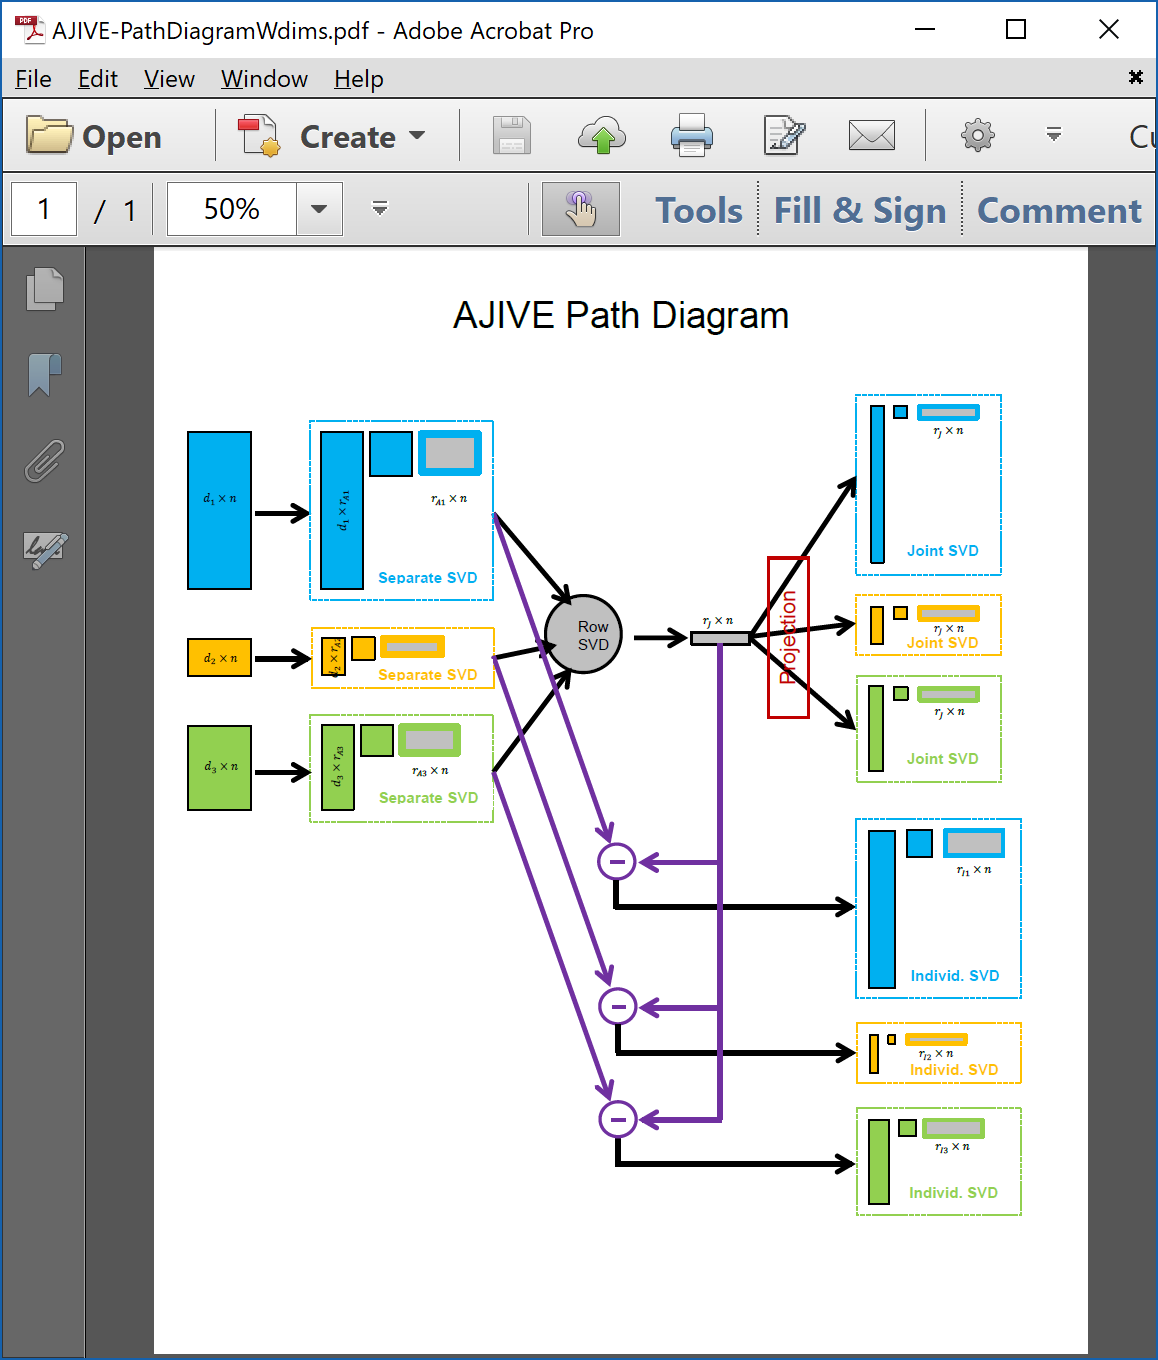 AJIVE-PathDiagramWdims.pdf - Adobe Acrobat Pro
File Edit View Window Help
Open Create Cu
1 / 1 50% Tools Fill & Sign Comment
AJIVE Path Diagram
d₁ × n
d₁ × r_A1
r_A1 × n
Separate SVD
d₂ × n
d₂ × r_A2
Separate SVD
d₃ × n
d₃ × r_A3
r_A3 × n
Separate SVD
Row
SVD
r_J × n
Projection
r_J × n
Joint SVD
r_J × n
Joint SVD
r_J × n
Joint SVD
−
r_I1 × n
Individ. SVD
−
r_I2 × n
Individ. SVD
−
r_I3 × n
Individ. SVD